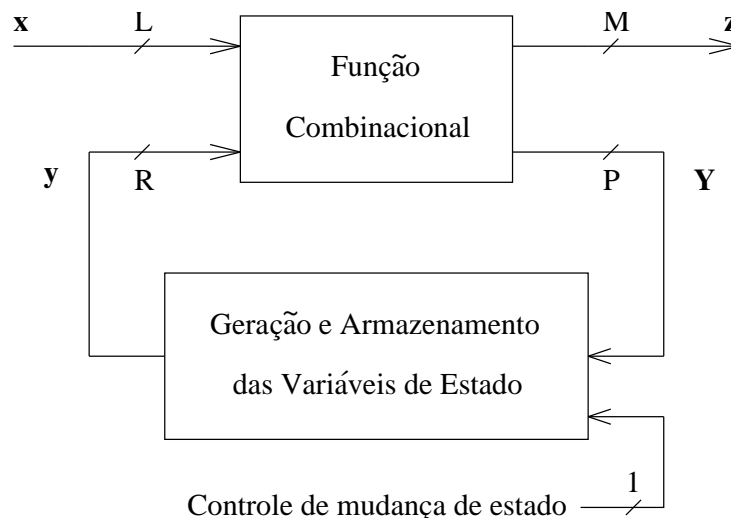 x L M z
Função
Combinacional
y R P Y
Geração e Armazenamento
das Variáveis de Estado
1
Controle de mudança de estado